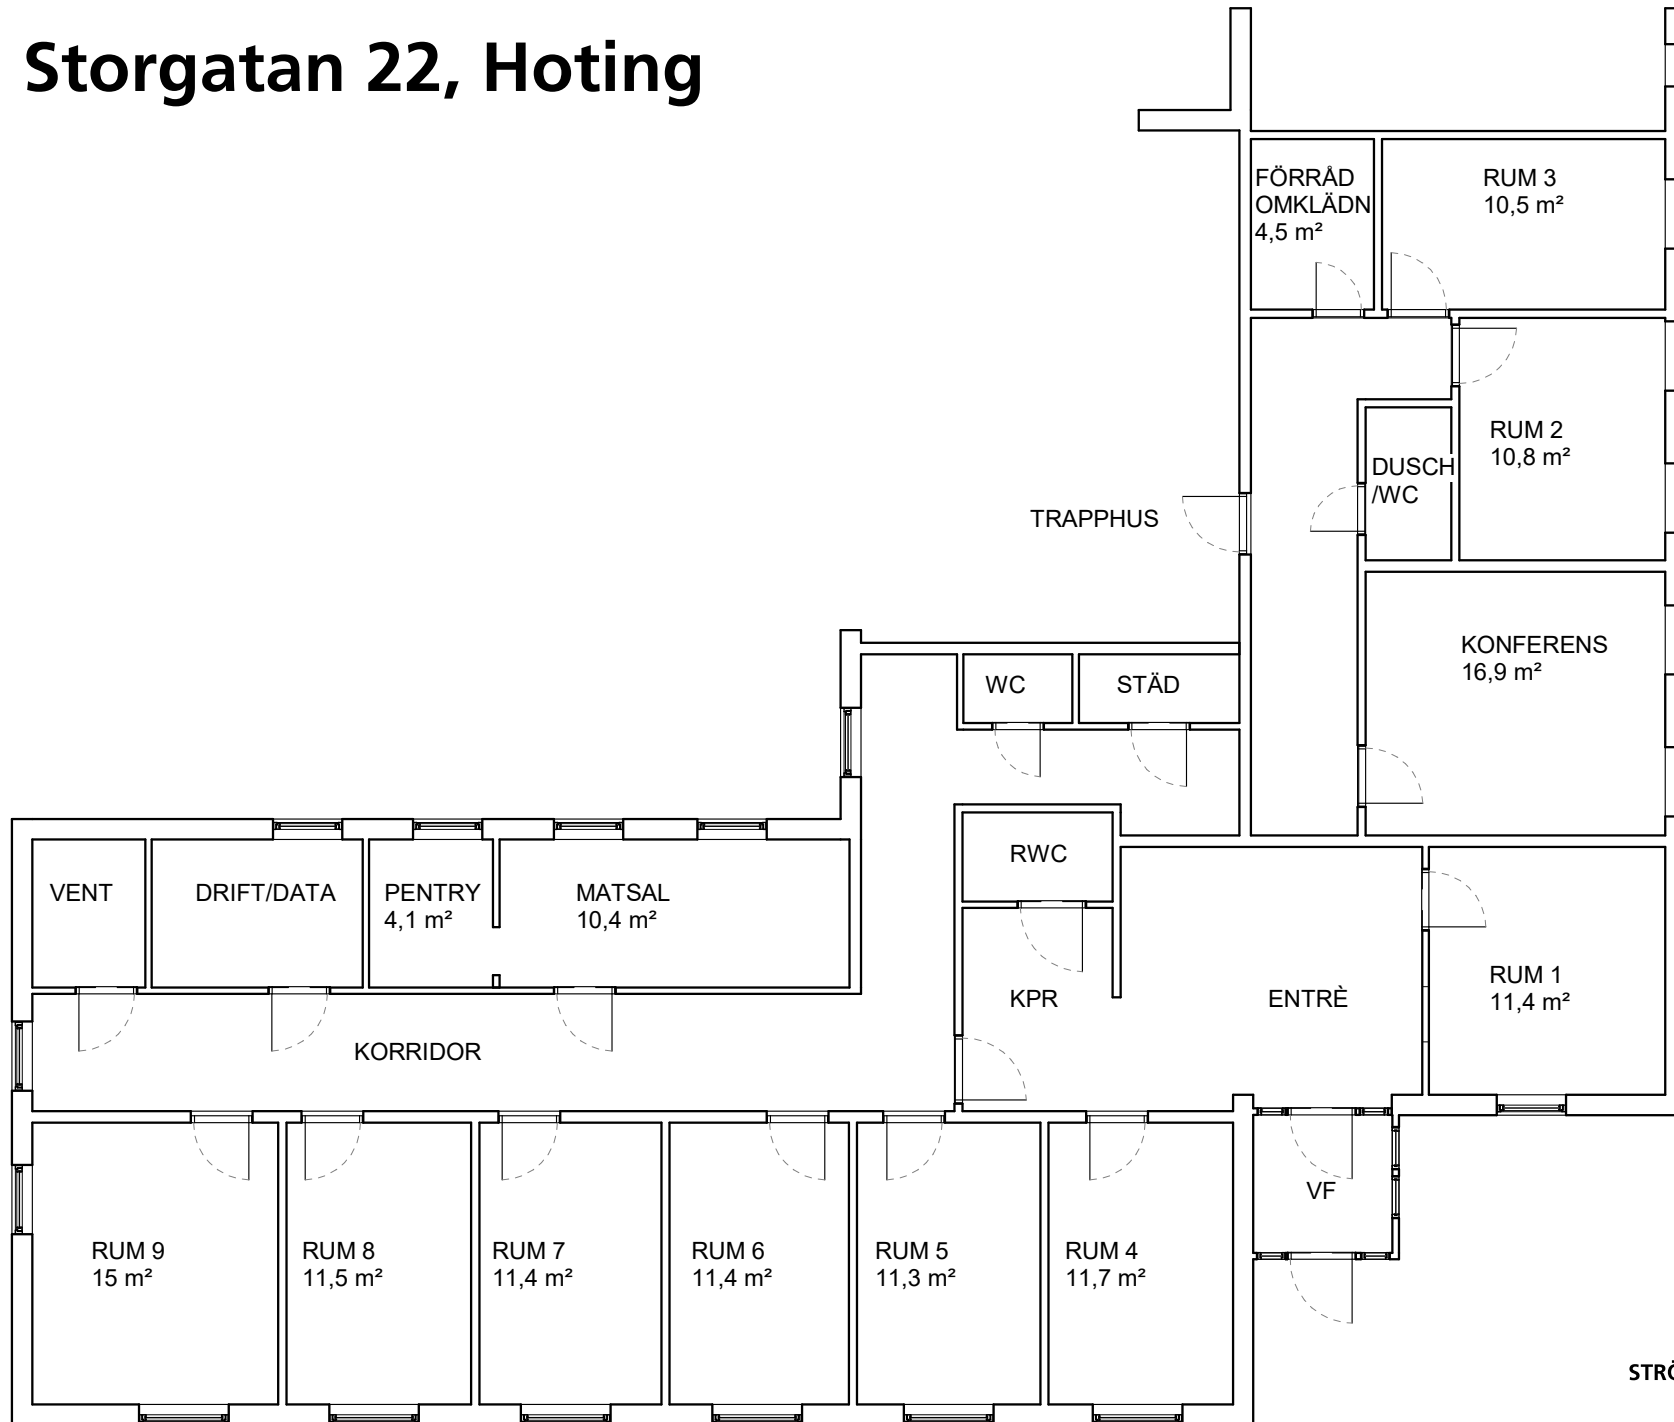 Storgatan 22, Hoting
FÖRRÅD
OMKLÄDN
4,5 m²
RUM 3
10,5 m²
RUM 2
10,8 m²
DUSCH
/WC
TRAPPHUS
KONFERENS
16,9 m²
WC
STÄD
RWC
VENT
DRIFT/DATA
PENTRY
4,1 m²
MATSAL
10,4 m²
KPR
ENTRÈ
RUM 1
11,4 m²
KORRIDOR
VF
RUM 9
15 m²
RUM 8
11,5 m²
RUM 7
11,4 m²
RUM 6
11,4 m²
RUM 5
11,3 m²
RUM 4
11,7 m²